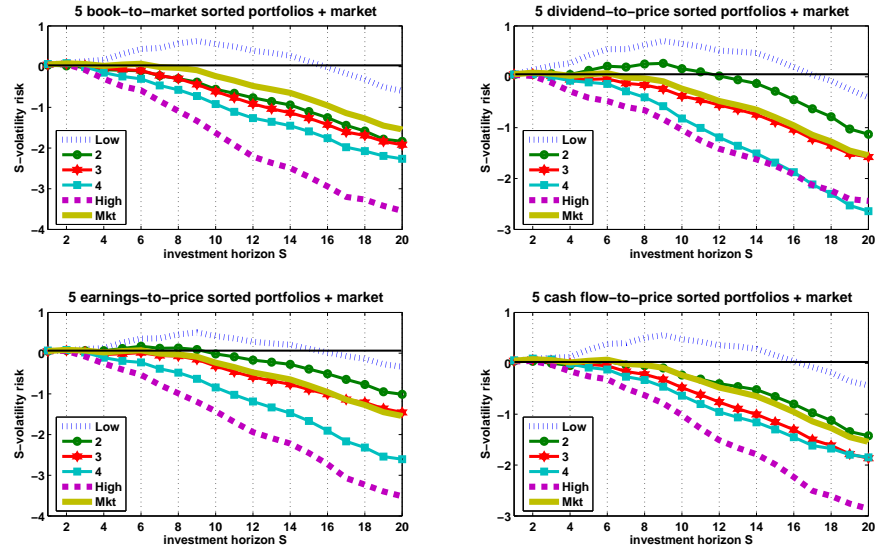 5 book−to−market sorted portfolios + market
1
0
−1
−2
−3
−4
S−volatility risk
Low
2
3
4
High
Mkt
2 4 6 8 10 12 14 16 18 20
investment horizon S
5 dividend−to−price sorted portfolios + market
1
0
−1
−2
−3
S−volatility risk
Low
2
3
4
High
Mkt
2 4 6 8 10 12 14 16 18 20
investment horizon S
5 earnings−to−price sorted portfolios + market
1
0
−1
−2
−3
−4
S−volatility risk
Low
2
3
4
High
Mkt
2 4 6 8 10 12 14 16 18 20
investment horizon S
5 cash flow−to−price sorted portfolios + market
1
0
−1
−2
−3
S−volatility risk
Low
2
3
4
High
Mkt
2 4 6 8 10 12 14 16 18 20
investment horizon S